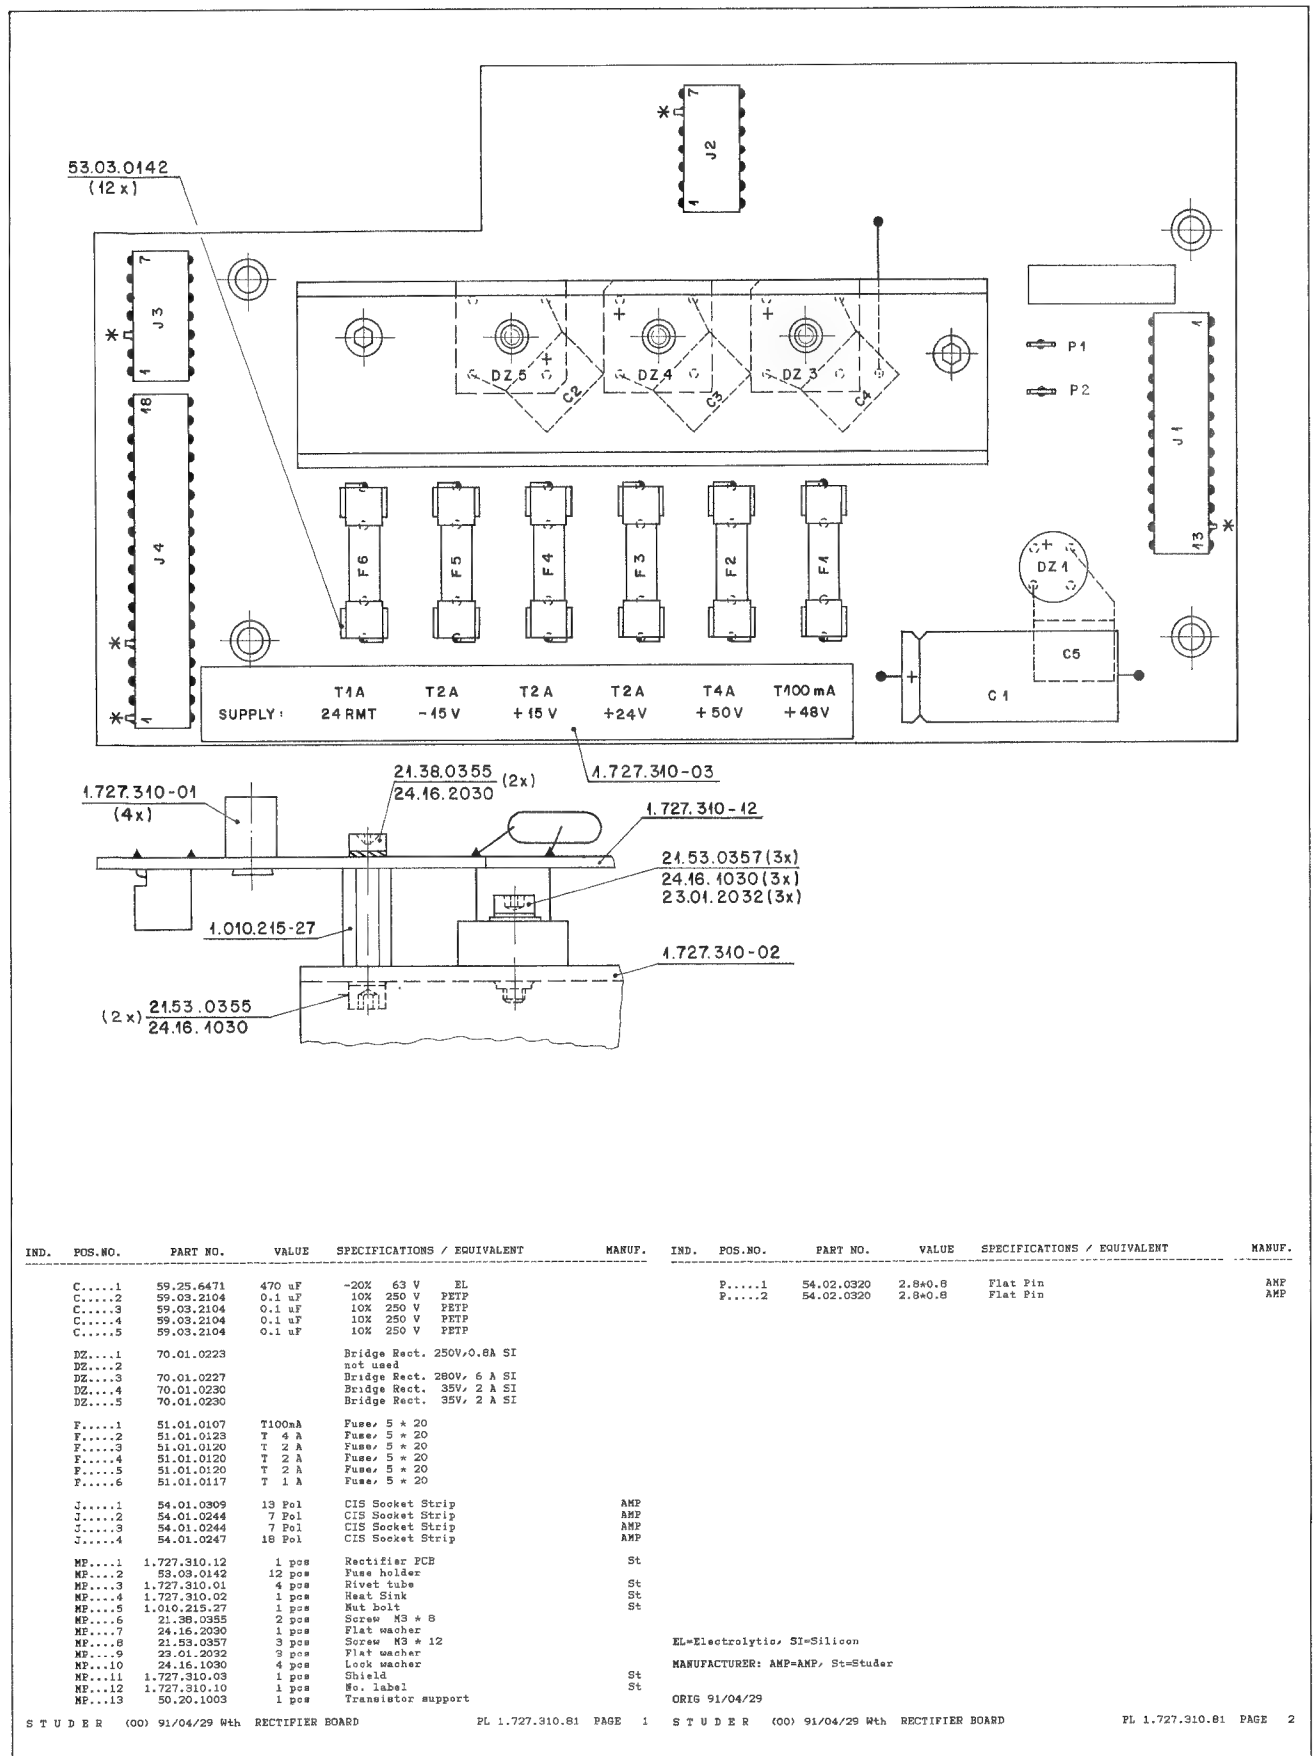 7
*
J2
1
53.03.0142
(12 x)
7
J3
*
1
18
J4
*
*
1
+
+
+
DZ 5
DZ 4
DZ 3
C2
C3
C4
P1
P2
1
J1
13
*
F6
F5
F4
F3
F2
F1
+
DZ 1
C5
+
C1
T1A T2A T2A T2A T4A T100 mA
SUPPLY: 24 RMT -15V +15V +24V +50V +48V
1.727.310-03
1.727.310-01
(4x)
21.38.0355 (2x)
24.16.2030
1.727.310-12
21.53.0357 (3x)
24.16.1030 (3x)
23.01.2032 (3x)
1.010.215-27
1.727.310-02
(2x) 21.53.0355
24.16.1030
IND. POS.NO. PART NO. VALUE SPECIFICATIONS / EQUIVALENT MANUF.
C.....1 59.25.6471 470 uF -20% 63 V EL
C.....2 59.03.2104 0.1 uF 10% 250 V PETP
C.....3 59.03.2104 0.1 uF 10% 250 V PETP
C.....4 59.03.2104 0.1 uF 10% 250 V PETP
C.....5 59.03.2104 0.1 uF 10% 250 V PETP
DZ....1 70.01.0223 Bridge Rect. 250V,0.8A SI
DZ....2 not used
DZ....3 70.01.0227 Bridge Rect. 280V, 6 A SI
DZ....4 70.01.0230 Bridge Rect. 35V, 2 A SI
DZ....5 70.01.0230 Bridge Rect. 35V, 2 A SI
F.....1 51.01.0107 T100mA Fuse, 5 * 20
F.....2 51.01.0123 T 4 A Fuse, 5 * 20
F.....3 51.01.0120 T 2 A Fuse, 5 * 20
F.....4 51.01.0120 T 2 A Fuse, 5 * 20
F.....5 51.01.0120 T 2 A Fuse, 5 * 20
F.....6 51.01.0117 T 1 A Fuse, 5 * 20
J.....1 54.01.0309 13 Pol CIS Socket Strip AMP
J.....2 54.01.0244 7 Pol CIS Socket Strip AMP
J.....3 54.01.0244 7 Pol CIS Socket Strip AMP
J.....4 54.01.0247 18 Pol CIS Socket Strip AMP
MP....1 1.727.310.12 1 pcs Rectifier PCB St
MP....2 53.03.0142 12 pcs Fuse holder
MP....3 1.727.310.01 4 pcs Rivet tube St
MP....4 1.727.310.02 1 pcs Heat Sink St
MP....5 1.010.215.27 1 pcs Nut bolt St
MP....6 21.38.0355 2 pcs Screw M3 * 8
MP....7 24.16.2030 1 pcs Flat wacher
MP....8 21.53.0357 3 pcs Screw M3 * 12
MP....9 23.01.2032 3 pcs Flat wacher
MP...10 24.16.1030 4 pcs Lock wacher
MP...11 1.727.310.03 1 pcs Shield St
MP...12 1.727.310.10 1 pcs No. label St
MP...13 50.20.1003 1 pcs Transistor support
STUDER (00) 91/04/29 Wth RECTIFIER BOARD PL 1.727.310.81 PAGE 1
IND. POS.NO. PART NO. VALUE SPECIFICATIONS / EQUIVALENT MANUF.
P.....1 54.02.0320 2.8*0.8 Flat Pin AMP
P.....2 54.02.0320 2.8*0.8 Flat Pin AMP
EL=Electrolytic, SI=Silicon
MANUFACTURER: AMP=AMP, St=Studer
ORIG 91/04/29
STUDER (00) 91/04/29 Wth RECTIFIER BOARD PL 1.727.310.81 PAGE 2